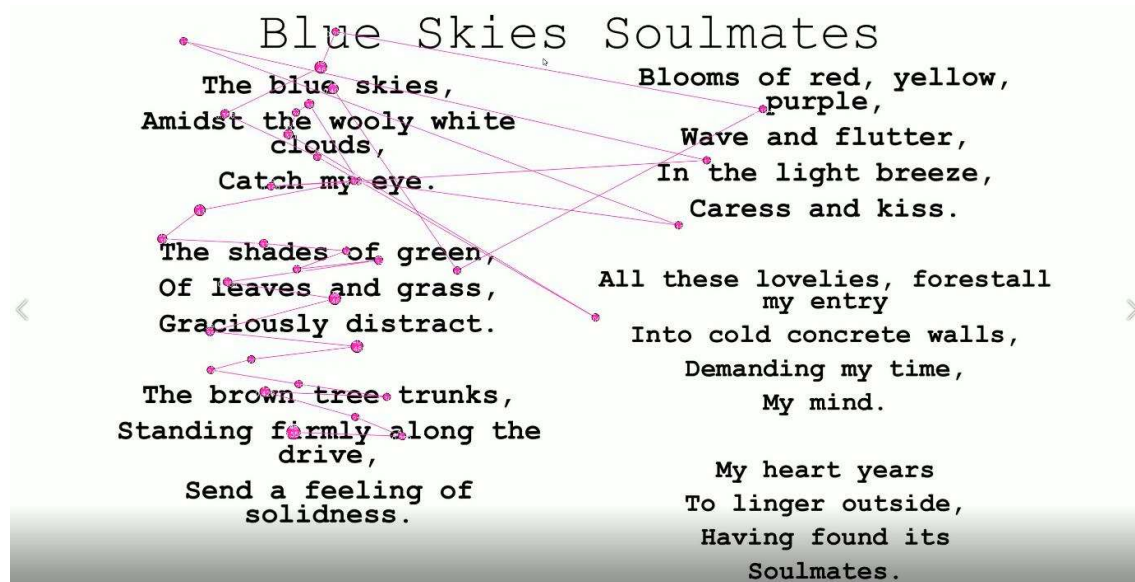 Blue Skies Soulmates
The blue skies,
Amidst the wooly white
clouds,
Catch my eye.
The shades of green,
Of leaves and grass,
Graciously distract.
The brown tree trunks,
Standing firmly along the
drive,
Send a feeling of
solidness.
Blooms of red, yellow,
purple,
Wave and flutter,
In the light breeze,
Caress and kiss.
All these lovelies, forestall
my entry
Into cold concrete walls,
Demanding my time,
My mind.
My heart years
To linger outside,
Having found its
Soulmates.